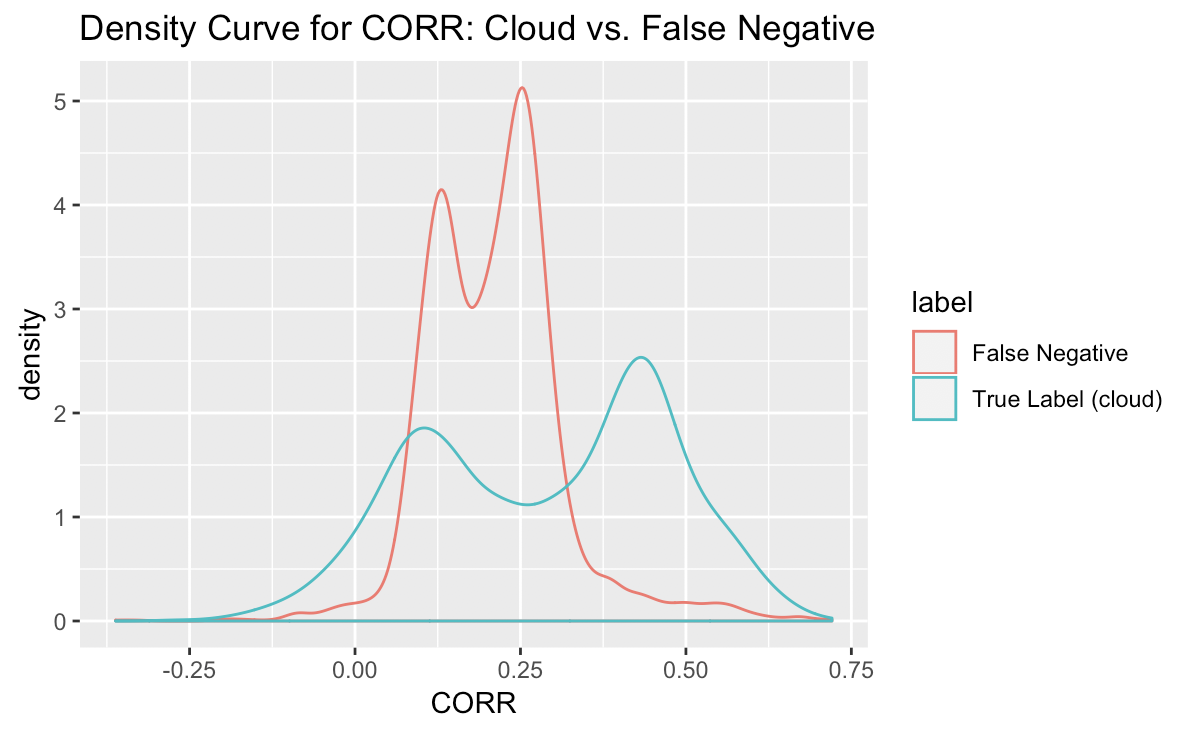 Density Curve for CORR: Cloud vs. False Negative
5
4
3
2
1
0
density
-0.25 0.00 0.25 0.50 0.75
CORR
label
False Negative
True Label (cloud)